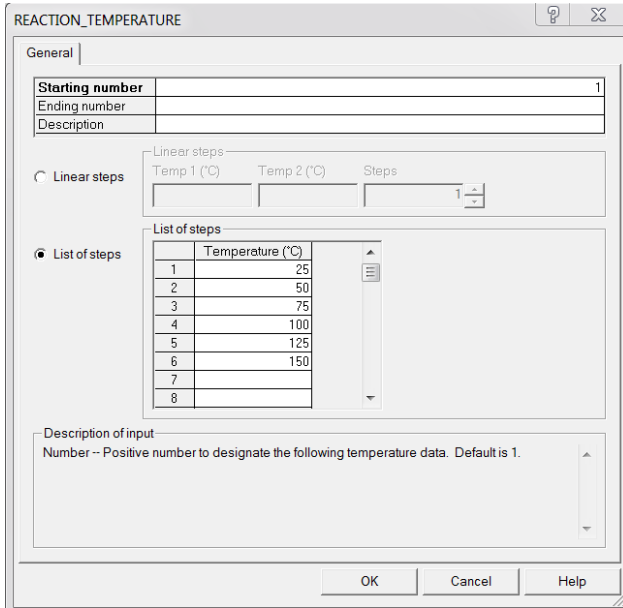 REACTION_TEMPERATURE
General
Starting number 1
Ending number
Description
Linear steps
Linear steps
Temp 1 (°C) Temp 2 (°C) Steps
1
List of steps
List of steps
Temperature (°C)
1 25
2 50
3 75
4 100
5 125
6 150
7
8
Description of input
Number -- Positive number to designate the following temperature data. Default is 1.
OK Cancel Help